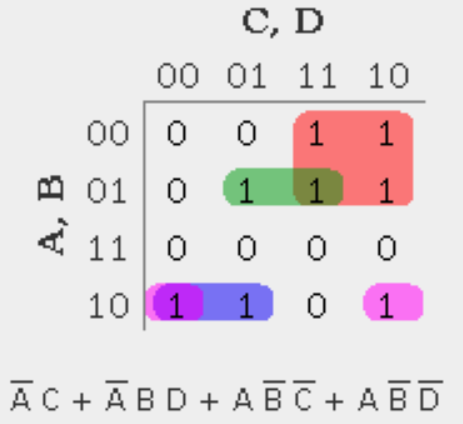 C, D
00 01 11 10
A, B
00 0 0 1 1
01 0 1 1 1
11 0 0 0 0
10 1 1 0 1
A̅ C + A̅ B D + A B̅ C̅ + A B̅ D̅